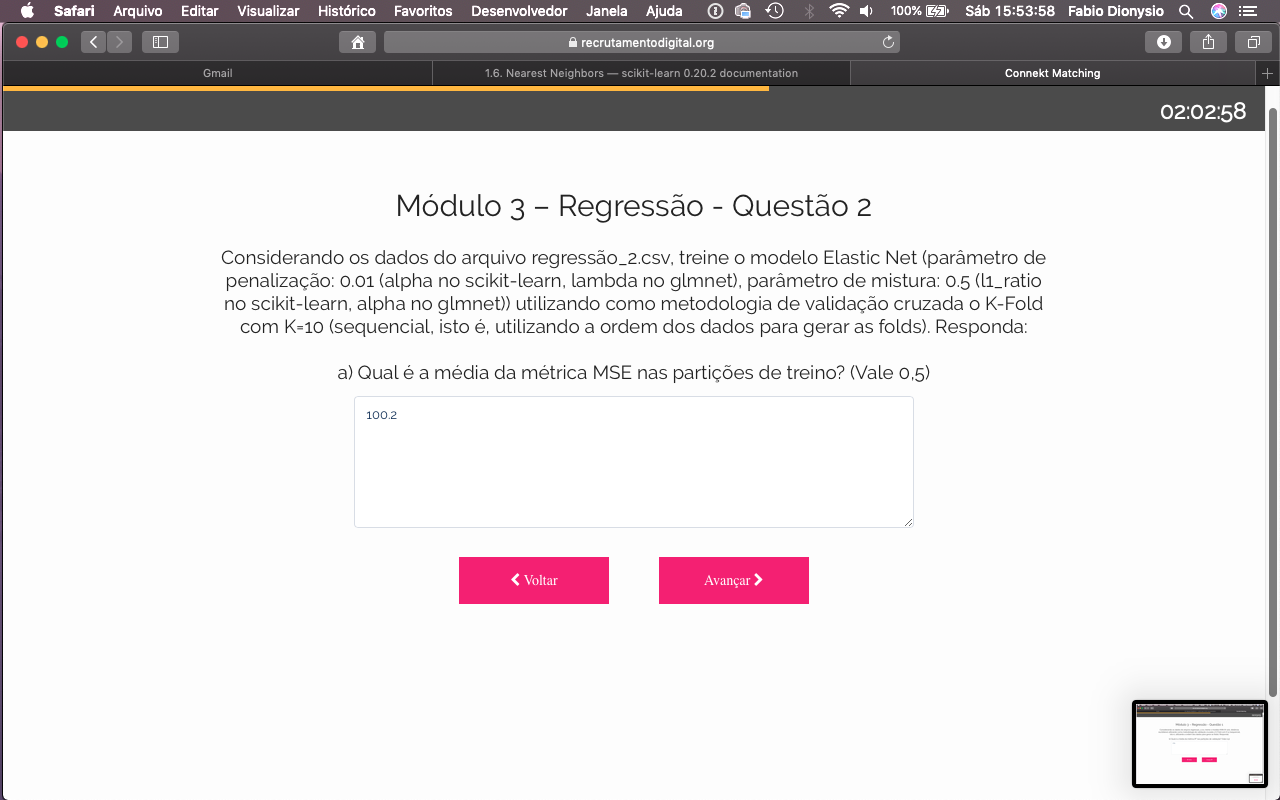 Safari Arquivo Editar Visualizar Histórico Favoritos Desenvolvedor Janela Ajuda 100% Sáb 15:53:58 Fabio Dionysio
recrutamentodigital.org
Gmail 1.6. Nearest Neighbors — scikit-learn 0.20.2 documentation Connekt Matching
02:02:58
Módulo 3 – Regressão - Questão 2
Considerando os dados do arquivo regressão_2.csv, treine o modelo Elastic Net (parâmetro de
penalização: 0.01 (alpha no scikit-learn, lambda no glmnet), parâmetro de mistura: 0.5 (l1_ratio
no scikit-learn, alpha no glmnet)) utilizando como metodologia de validação cruzada o K-Fold
com K=10 (sequencial, isto é, utilizando a ordem dos dados para gerar as folds). Responda:
a) Qual é a média da métrica MSE nas partições de treino? (Vale 0,5)
100.2
Voltar Avançar